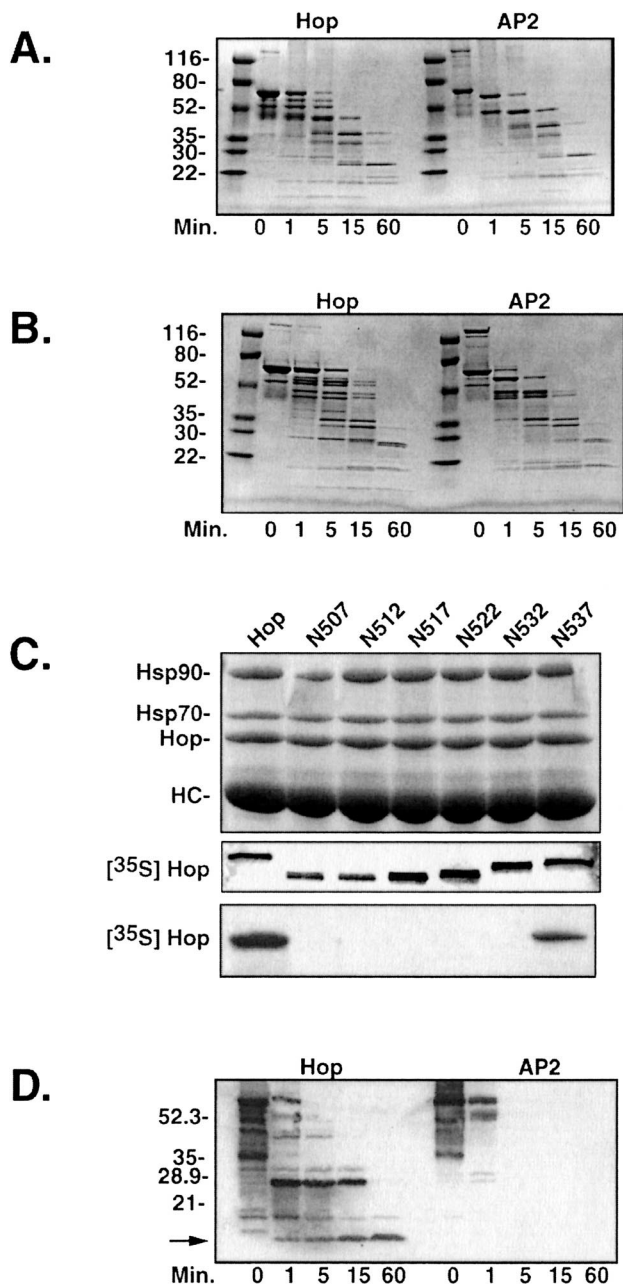 A.
Hop AP2
116-
80-
52-
35-
30-
22-
Min. 0 1 5 15 60 0 1 5 15 60
B.
Hop AP2
116-
80-
52-
35-
30-
22-
Min. 0 1 5 15 60 0 1 5 15 60
C.
Hop N507 N512 N517 N522 N532 N537
Hsp90-
Hsp70-
Hop-
HC-
[35S] Hop
[35S] Hop
D.
Hop AP2
52.3-
35-
28.9-
21-
Min. 0 1 5 15 60 0 1 5 15 60